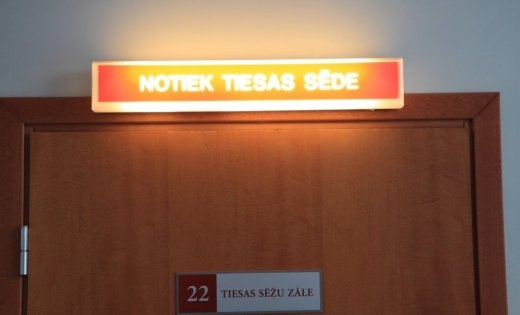 NOTIEK TIESAS SĒDE
22 TIESAS SĒŽU ZĀLE